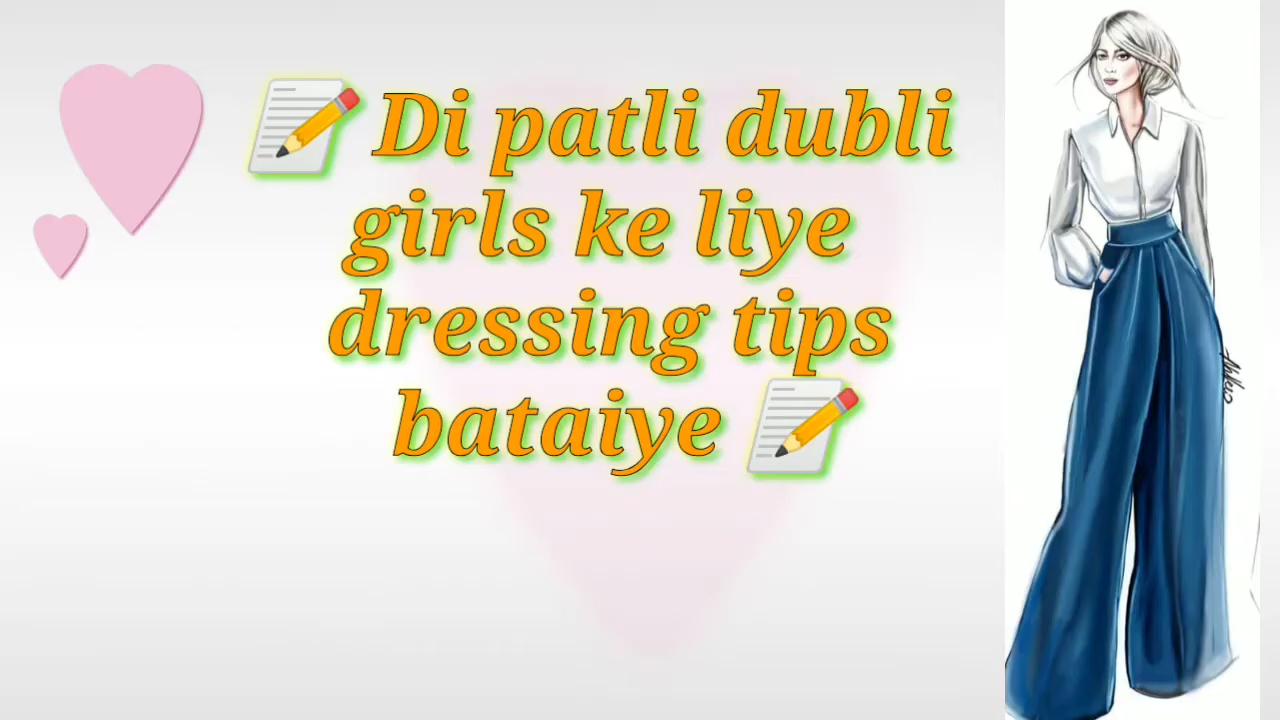 📝 Di patli dubli
girls ke liye
dressing tips
bataiye 📝